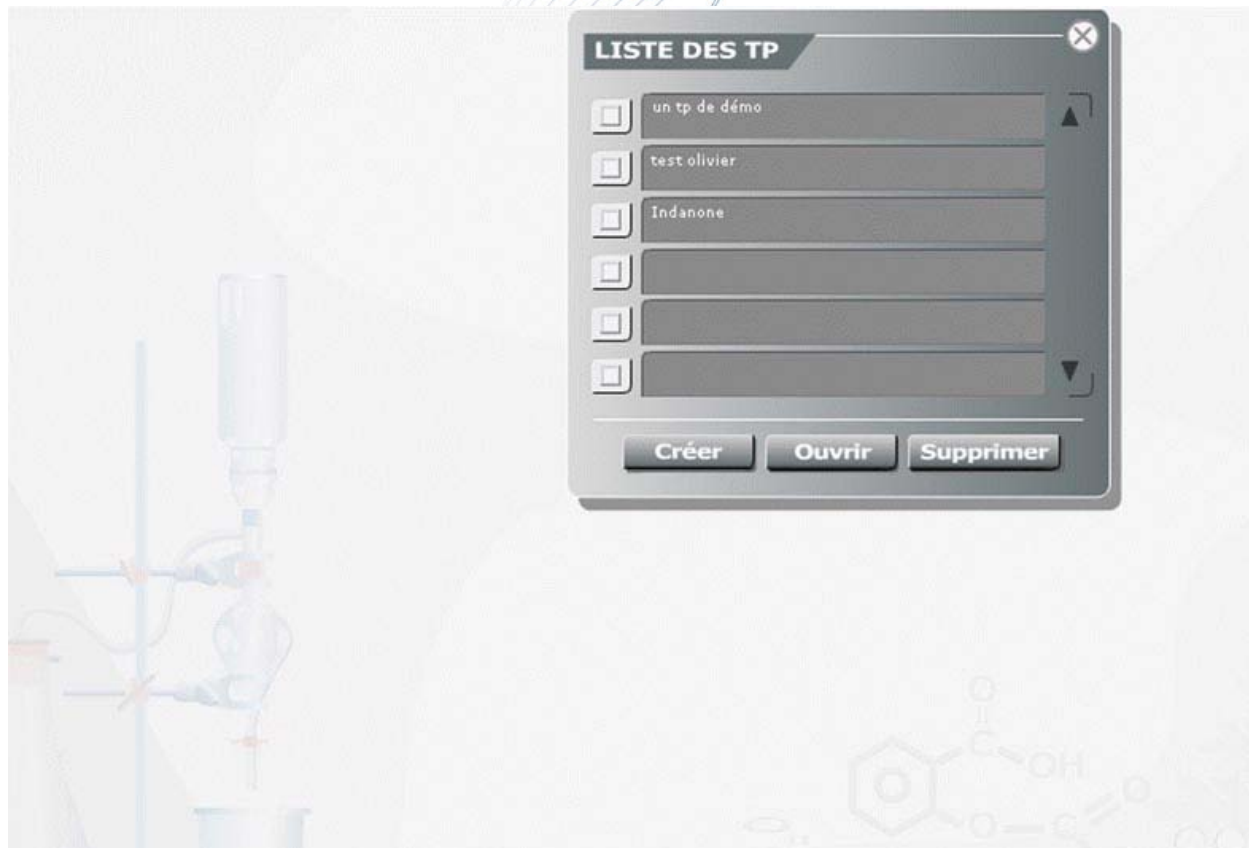 LISTE DES TP
un tp de démo
test olivier
Indanone
Créer Ouvrir Supprimer
O
C
OH
O
O C